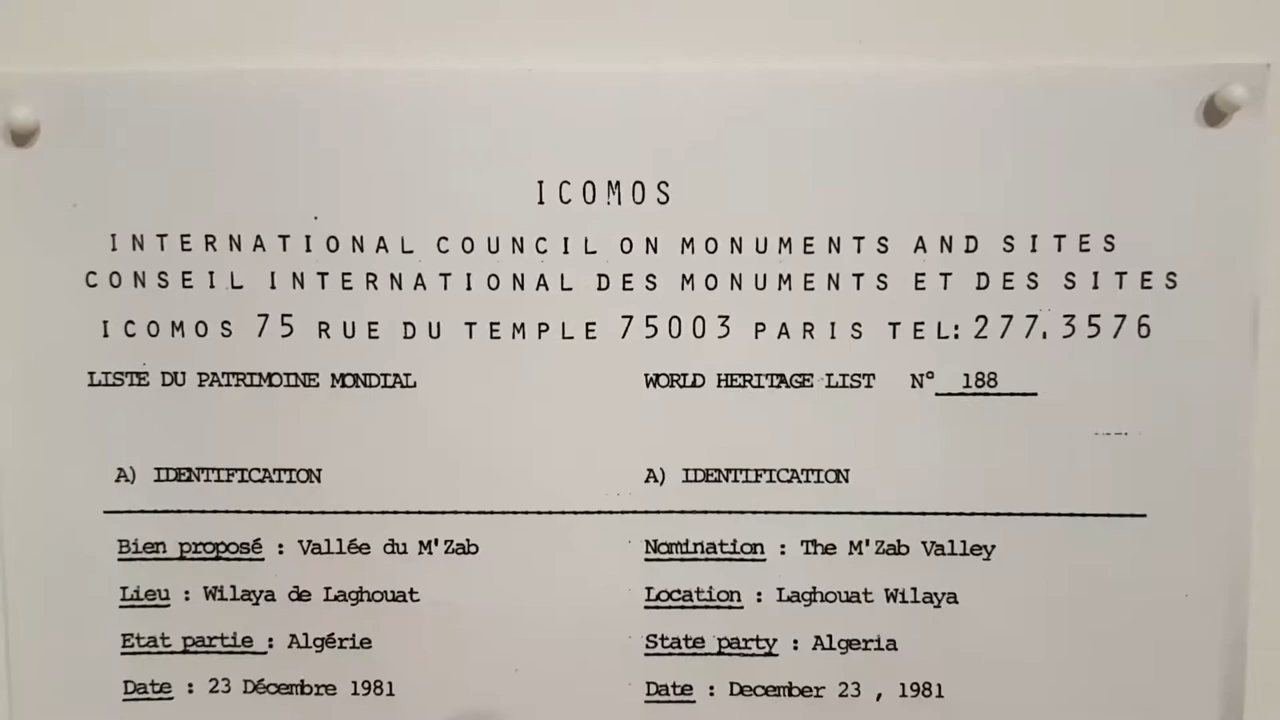 ICOMOS
INTERNATIONAL COUNCIL ON MONUMENTS AND SITES
CONSEIL INTERNATIONAL DES MONUMENTS ET DES SITES
ICOMOS 75 RUE DU TEMPLE 75003 PARIS TEL: 277.3576
LISTE DU PATRIMOINE MONDIAL WORLD HERITAGE LIST N° 188
A) IDENTIFICATION A) IDENTIFICATION
Bien proposé : Vallée du M'Zab Nomination : The M'Zab Valley
Lieu : Wilaya de Laghouat Location : Laghouat Wilaya
Etat partie : Algérie State party : Algeria
Date : 23 Décembre 1981 Date : December 23 , 1981